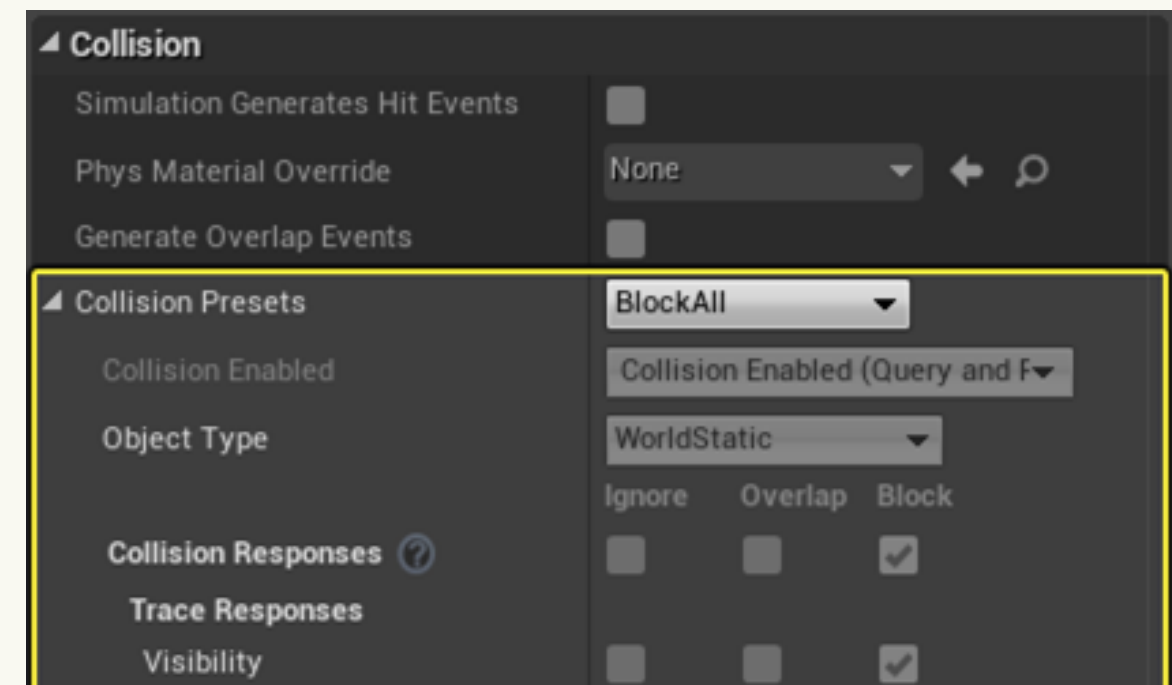 Collision
Simulation Generates Hit Events
Phys Material Override None
Generate Overlap Events
Collision Presets BlockAll
Collision Enabled Collision Enabled (Query and
Object Type WorldStatic
Ignore Overlap Block
Collision Responses ?
Trace Responses
Visibility